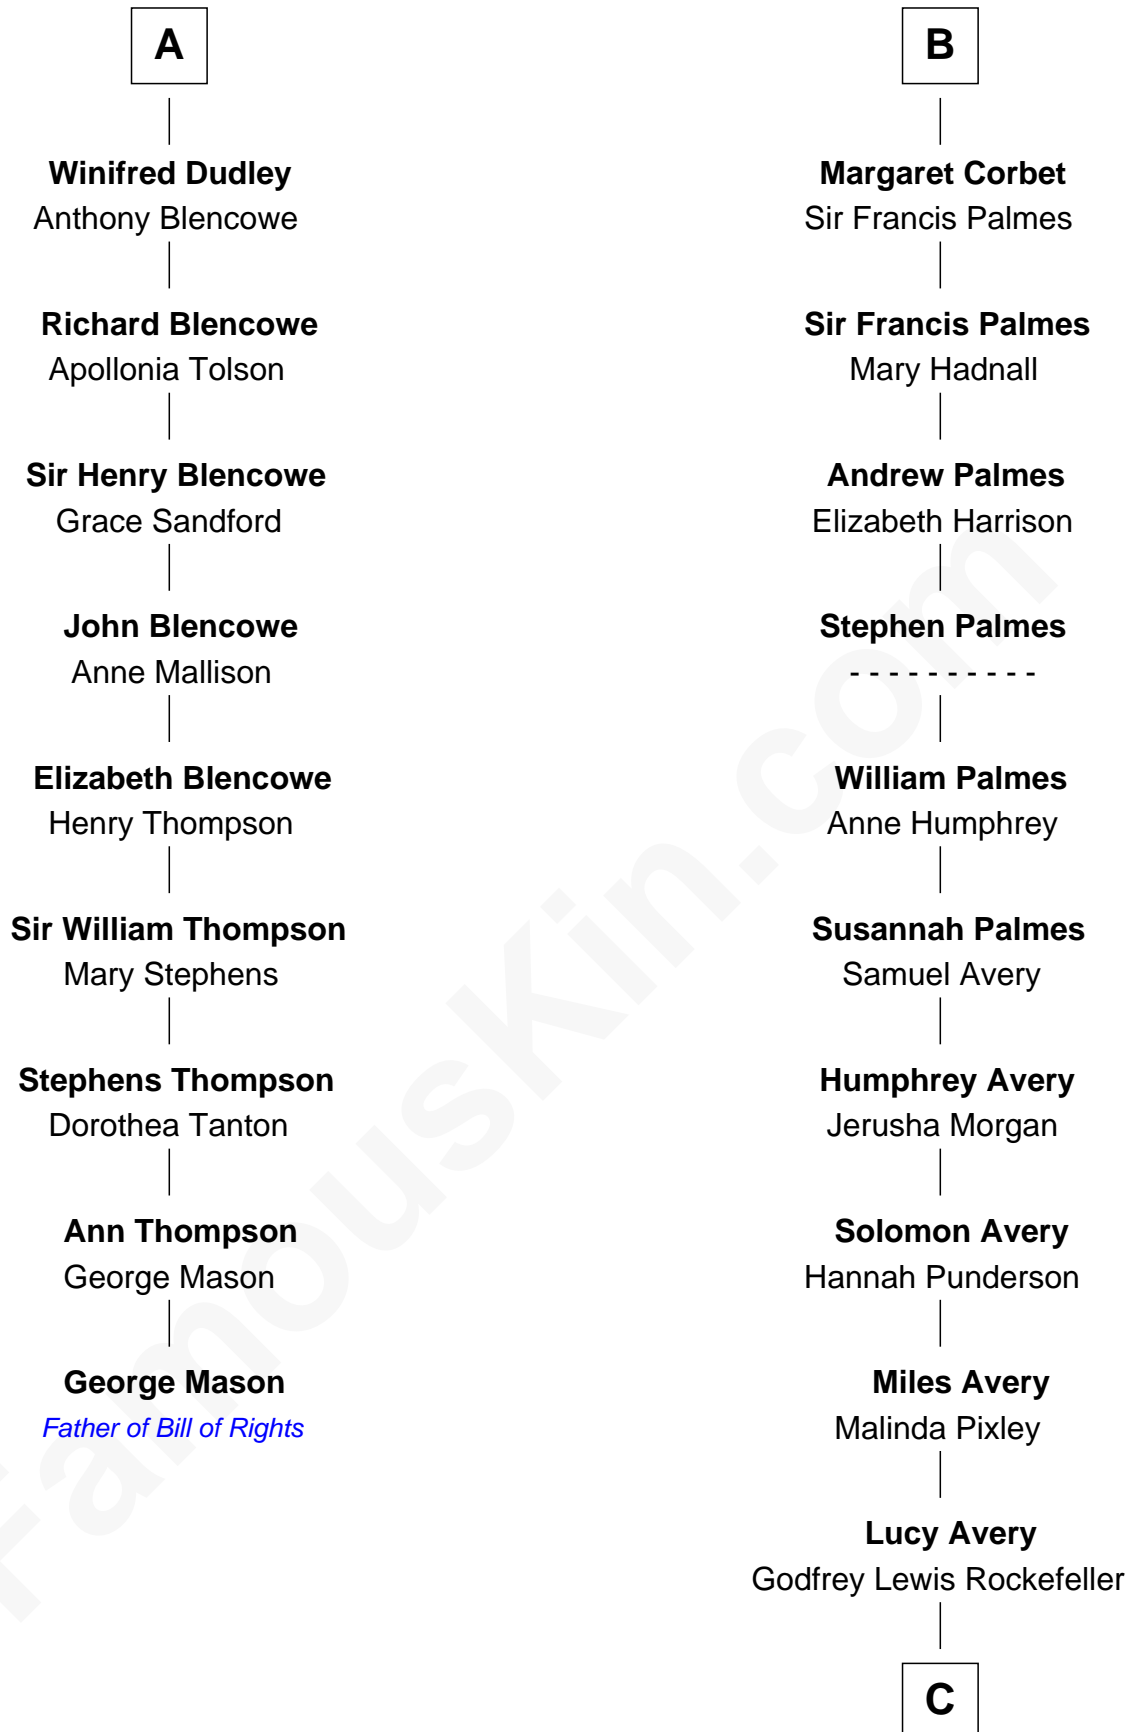 A
Winifred Dudley
Anthony Blencowe
Richard Blencowe
Apollonia Tolson
Sir Henry Blencowe
Grace Sandford
John Blencowe
Anne Mallison
Elizabeth Blencowe
Henry Thompson
Sir William Thompson
Mary Stephens
Stephens Thompson
Dorothea Tanton
Ann Thompson
George Mason
George Mason
Father of Bill of Rights
B
Margaret Corbet
Sir Francis Palmes
Sir Francis Palmes
Mary Hadnall
Andrew Palmes
Elizabeth Harrison
Stephen Palmes
- - - - - - - - - -
William Palmes
Anne Humphrey
Susannah Palmes
Samuel Avery
Humphrey Avery
Jerusha Morgan
Solomon Avery
Hannah Punderson
Miles Avery
Malinda Pixley
Lucy Avery
Godfrey Lewis Rockefeller
C
FamousKin.com